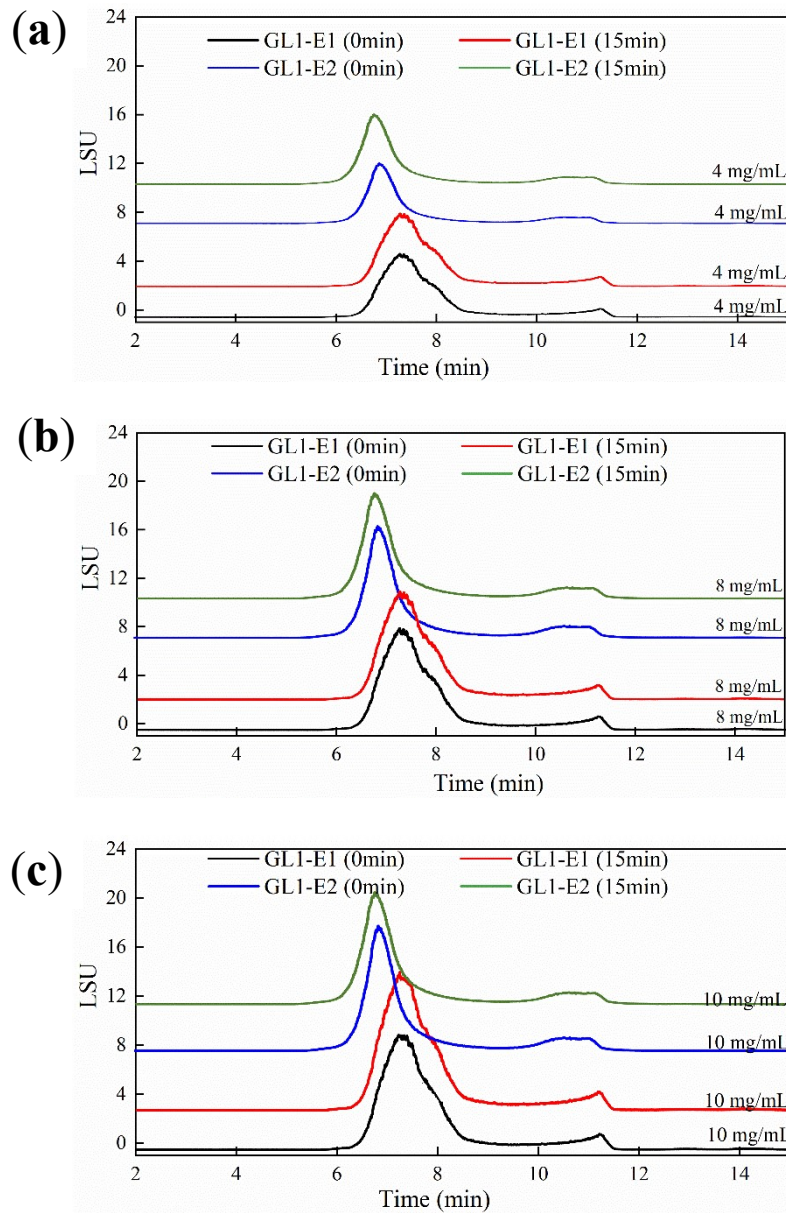 (a)
24
GL1-E1 (0min) GL1-E1 (15min)
20
GL1-E2 (0min) GL1-E2 (15min)
16
LSU
12
4 mg/mL
8
4 mg/mL
4
4 mg/mL
0
4 mg/mL
2 4 6 8 10 12 14
Time (min)
(b)
24
GL1-E1 (0min) GL1-E1 (15min)
20
GL1-E2 (0min) GL1-E2 (15min)
16
LSU
12
8 mg/mL
8
8 mg/mL
4
8 mg/mL
0
8 mg/mL
2 4 6 8 10 12 14
Time (min)
(c)
24
GL1-E1 (0min) GL1-E1 (15min)
GL1-E2 (0min) GL1-E2 (15min)
20
16
LSU
12
10 mg/mL
8
10 mg/mL
4
10 mg/mL
0
10 mg/mL
2 4 6 8 10 12 14
Time (min)